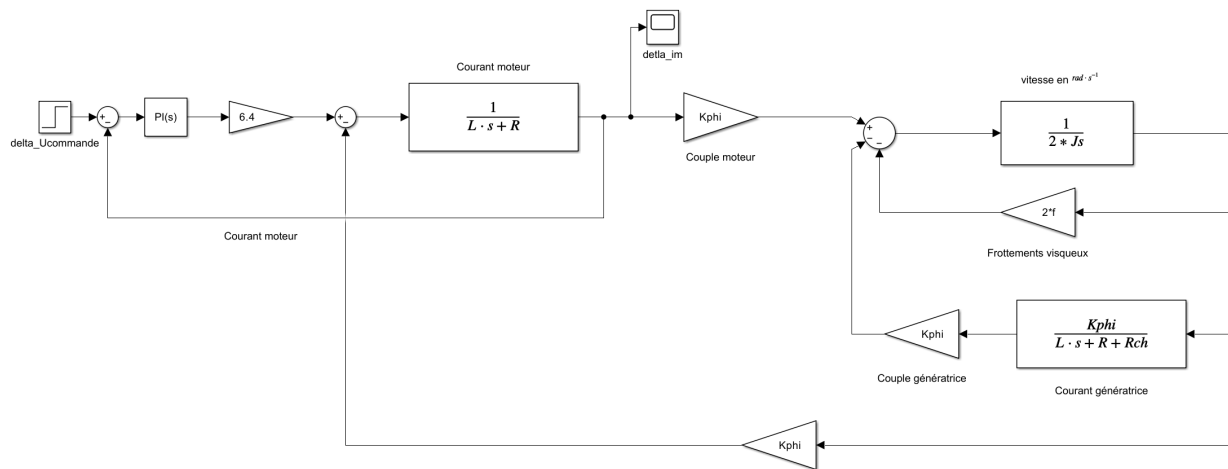 detla_im
Courant moteur
vitesse en rad · s⁻¹
delta_Ucommande
+
−
PI(s)
6.4
+
−
1
L · s + R
Kphi
Couple moteur
+
−
−
1
2 * Js
Courant moteur
2*f
Frottements visqueux
Kphi
Couple génératrice
Kphi
L · s + R + Rch
Courant génératrice
Kphi